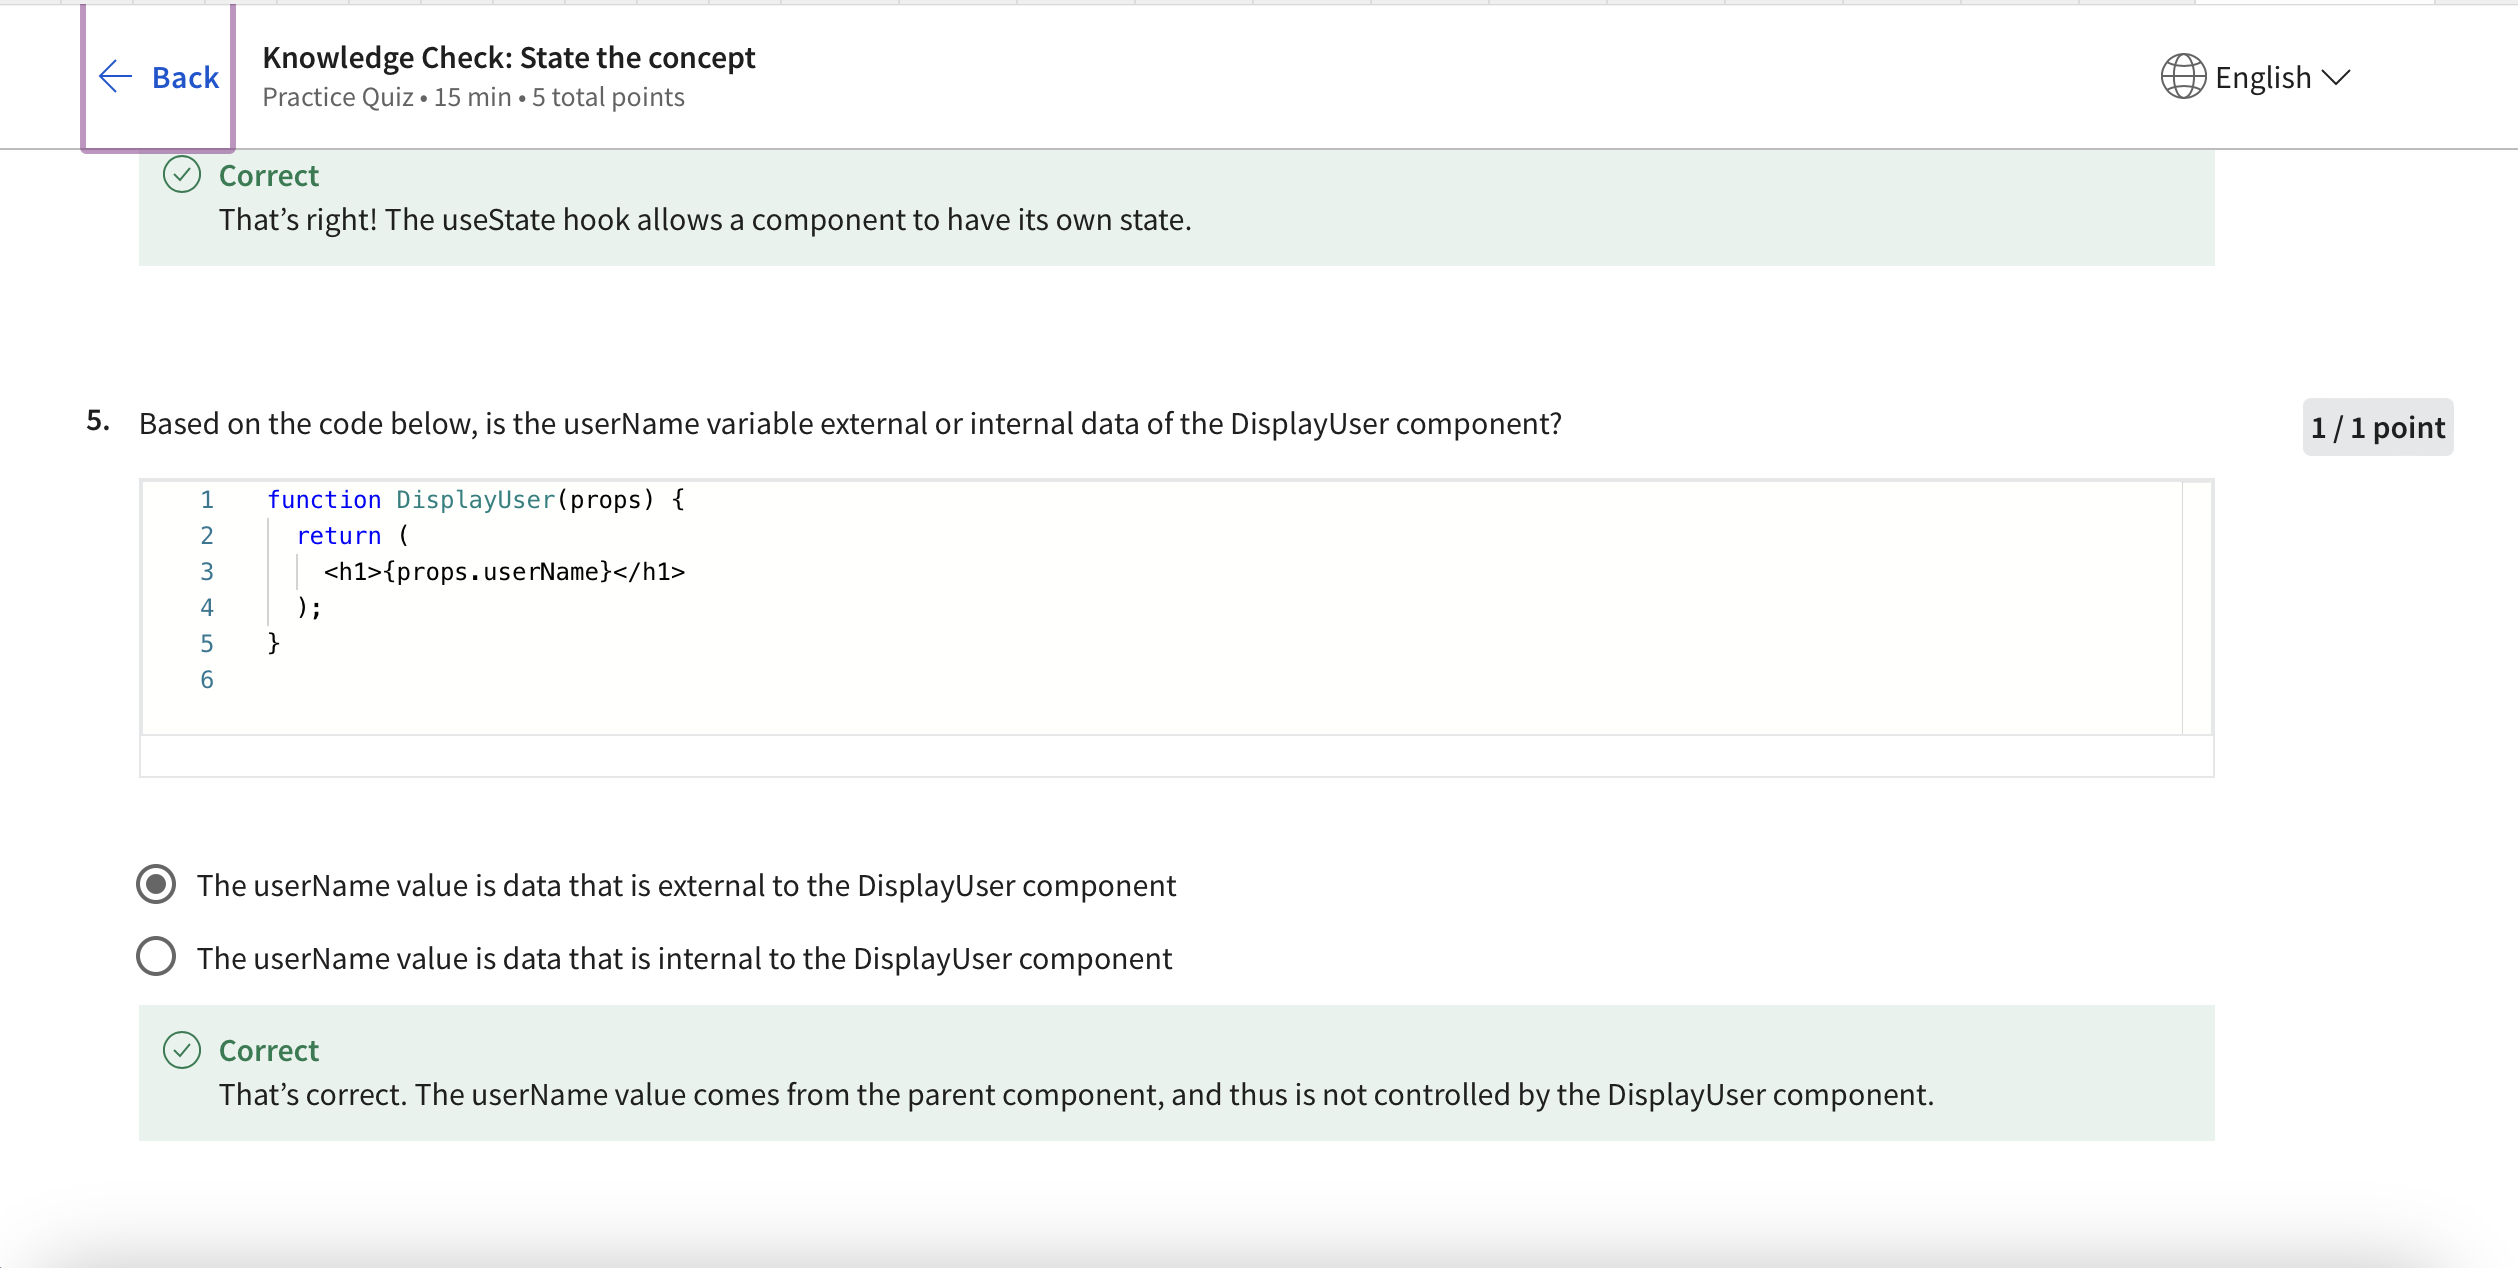 Back
Knowledge Check: State the concept
Practice Quiz • 15 min • 5 total points
English
Correct
That’s right! The useState hook allows a component to have its own state.
5. Based on the code below, is the userName variable external or internal data of the DisplayUser component?
1 / 1 point
1 function DisplayUser(props) {
2 return (
3 <h1>{props.userName}</h1>
4 );
5 }
6
The userName value is data that is external to the DisplayUser component
The userName value is data that is internal to the DisplayUser component
Correct
That’s correct. The userName value comes from the parent component, and thus is not controlled by the DisplayUser component.